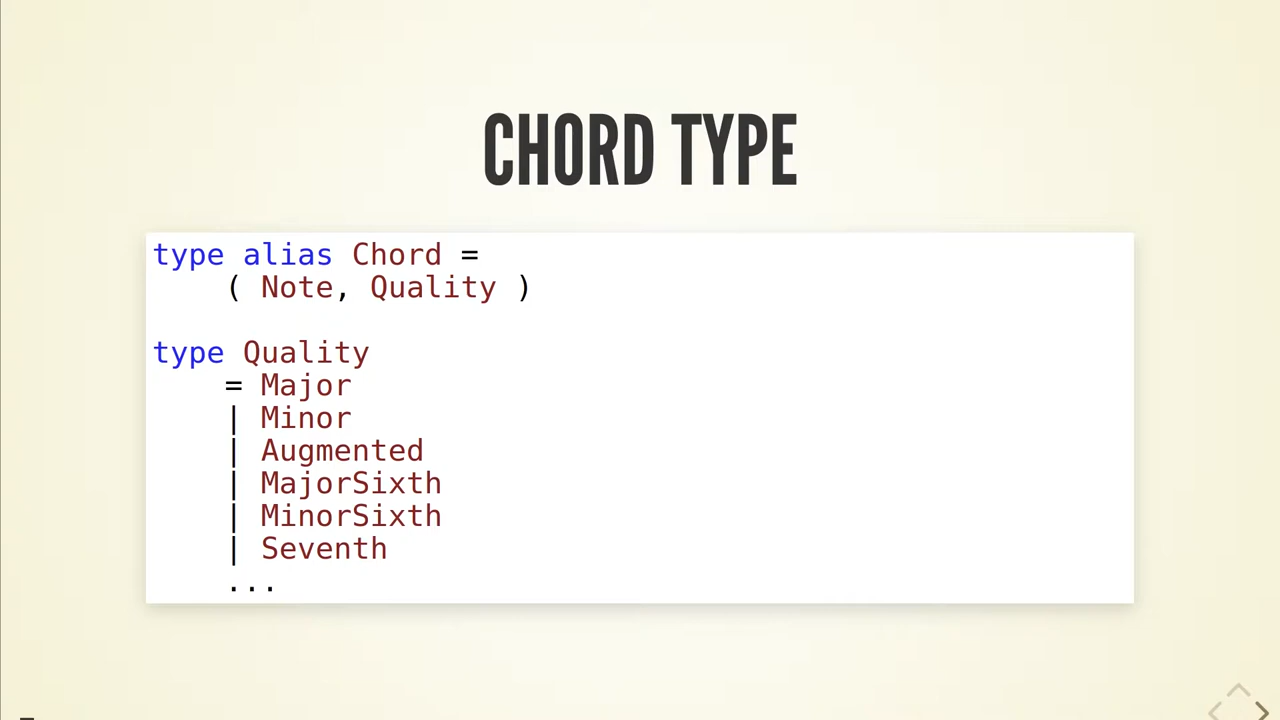 CHORD TYPE
type alias Chord =
    ( Note, Quality )
type Quality
    = Major
    | Minor
    | Augmented
    | MajorSixth
    | MinorSixth
    | Seventh
    ...